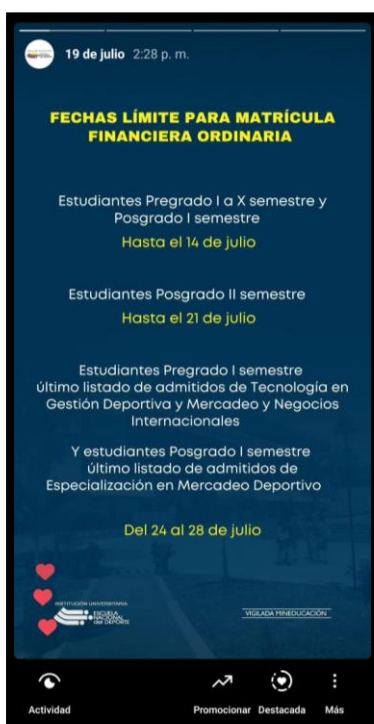 19 de julio 2:28 p. m.
FECHAS LÍMITE PARA MATRÍCULA
FINANCIERA ORDINARIA
Estudiantes Pregrado I a X semestre y
Posgrado I semestre
Hasta el 14 de julio
Estudiantes Posgrado II semestre
Hasta el 21 de julio
Estudiantes Pregrado I semestre
último listado de admitidos de Tecnología en
Gestión Deportiva y Mercadeo y Negocios
Internacionales
Y estudiantes Posgrado I semestre
último listado de admitidos de
Especialización en Mercadeo Deportivo
Del 24 al 28 de julio
INSTITUCIÓN UNIVERSITARIA
ESCUELA
NACIONAL
del DEPORTE
VIGILADA MINEDUCACIÓN
Actividad
Promocionar
Destacada
Más